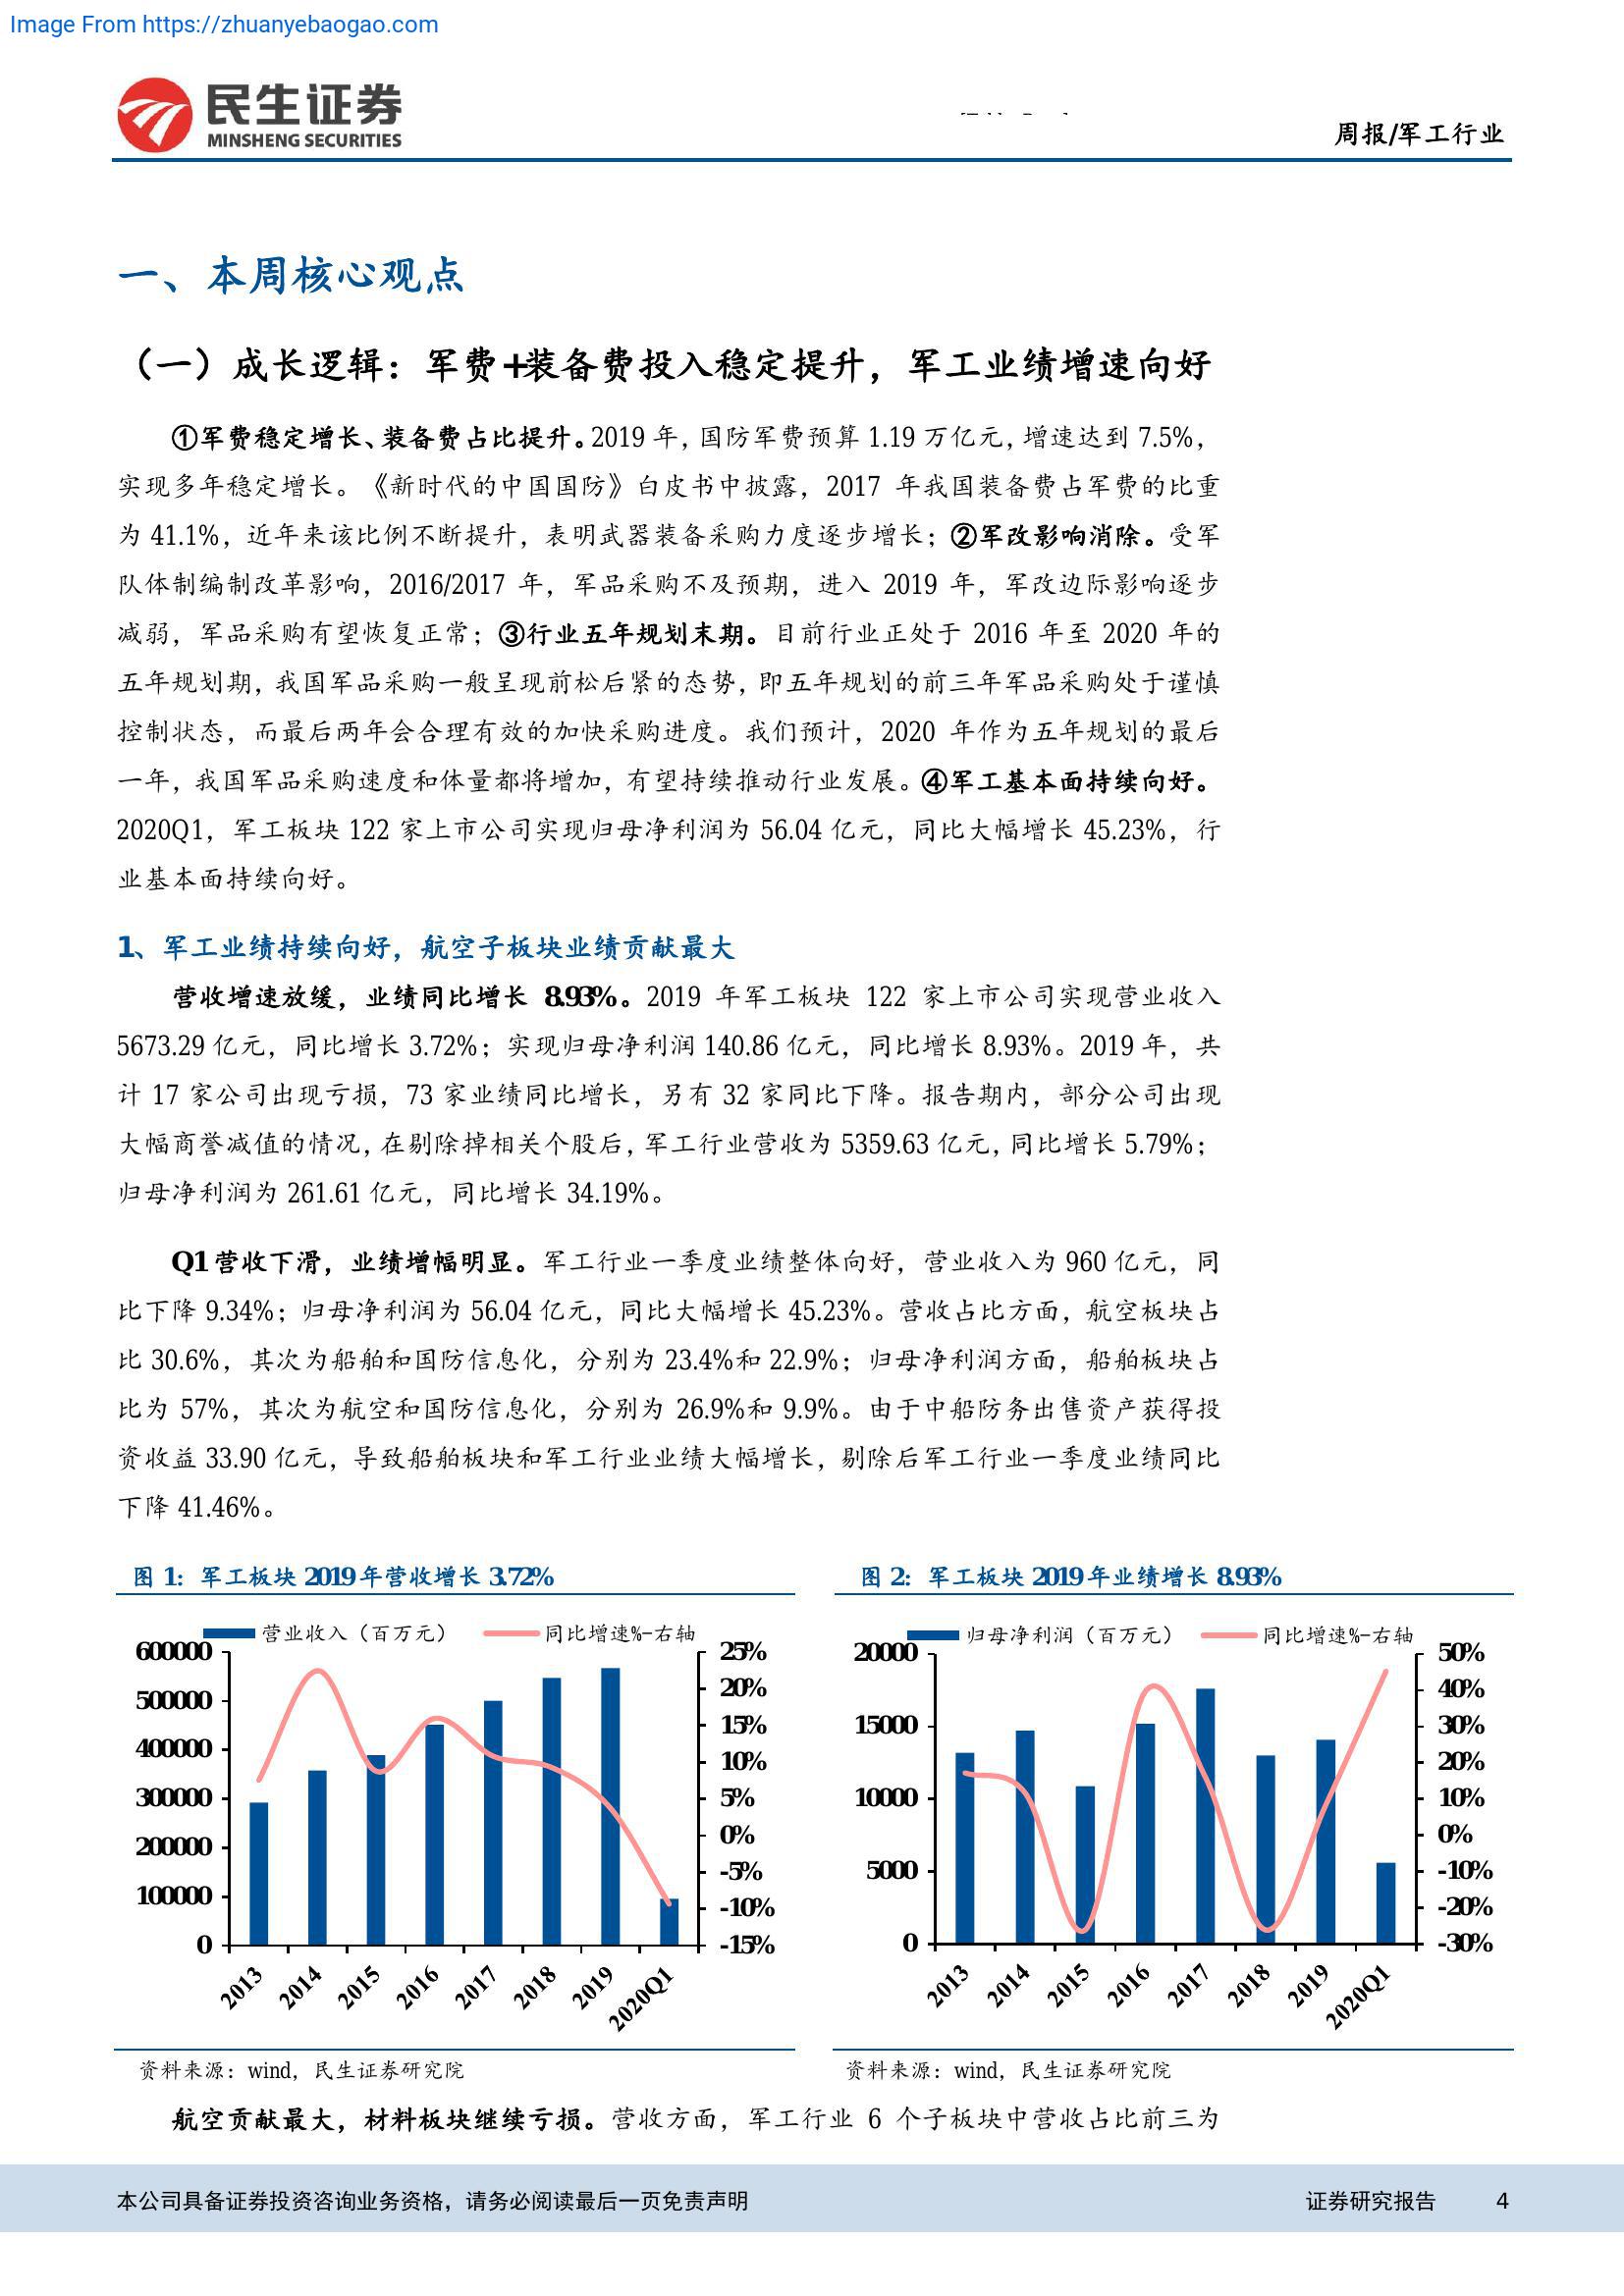 Image From https://zhuanyebaogao.com
民生证券
MINSHENG SECURITIES
周报/军工行业
一、本周核心观点
（一）成长逻辑：军费+装备费投入稳定提升，军工业绩增速向好
①军费稳定增长、装备费占比提升。2019 年，国防军费预算 1.19 万亿元，增速达到 7.5%，
实现多年稳定增长。《新时代的中国国防》白皮书中披露，2017 年我国装备费占军费的比重
为 41.1%，近年来该比例不断提升，表明武器装备采购力度逐步增长；②军改影响消除。受军
队体制编制改革影响，2016/2017 年，军品采购不及预期，进入 2019 年，军改边际影响逐步
减弱，军品采购有望恢复正常；③行业五年规划末期。目前行业正处于 2016 年至 2020 年的
五年规划期，我国军品采购一般呈现前松后紧的态势，即五年规划的前三年军品采购处于谨慎
控制状态，而最后两年会合理有效的加快采购进度。我们预计，2020 年作为五年规划的最后
一年，我国军品采购速度和体量都将增加，有望持续推动行业发展。④军工基本面持续向好。
2020Q1，军工板块 122 家上市公司实现归母净利润为 56.04 亿元，同比大幅增长 45.23%，行
业基本面持续向好。
1、军工业绩持续向好，航空子板块业绩贡献最大
营收增速放缓，业绩同比增长 8.93%。2019 年军工板块 122 家上市公司实现营业收入
5673.29 亿元，同比增长 3.72%；实现归母净利润 140.86 亿元，同比增长 8.93%。2019 年，共
计 17 家公司出现亏损，73 家业绩同比增长，另有 32 家同比下降。报告期内，部分公司出现
大幅商誉减值的情况，在剔除掉相关个股后，军工行业营收为 5359.63 亿元，同比增长 5.79%；
归母净利润为 261.61 亿元，同比增长 34.19%。
Q1 营收下滑，业绩增幅明显。军工行业一季度业绩整体向好，营业收入为 960 亿元，同
比下降 9.34%；归母净利润为 56.04 亿元，同比大幅增长 45.23%。营收占比方面，航空板块占
比 30.6%，其次为船舶和国防信息化，分别为 23.4%和 22.9%；归母净利润方面，船舶板块占
比为 57%，其次为航空和国防信息化，分别为 26.9%和 9.9%。由于中船防务出售资产获得投
资收益 33.90 亿元，导致船舶板块和军工行业业绩大幅增长，剔除后军工行业一季度业绩同比
下降 41.46%。
图 1：军工板块 2019 年营收增长 3.72%
营业收入（百万元） 同比增速%-右轴
600000 25%
500000 20%
400000 15%
300000 10%
200000 5%
100000 0%
0 -5%
-10%
-15%
2013 2014 2015 2016 2017 2018 2019 2020Q1
资料来源：wind，民生证券研究院
图 2：军工板块 2019 年业绩增长 8.93%
归母净利润（百万元） 同比增速%-右轴
20000 50%
15000 40%
10000 30%
5000 20%
0 10%
0%
-10%
-20%
-30%
2013 2014 2015 2016 2017 2018 2019 2020Q1
资料来源：wind，民生证券研究院
航空贡献最大，材料板块继续亏损。营收方面，军工行业 6 个子板块中营收占比前三为
本公司具备证券投资咨询业务资格，请务必阅读最后一页免责声明 证券研究报告 4